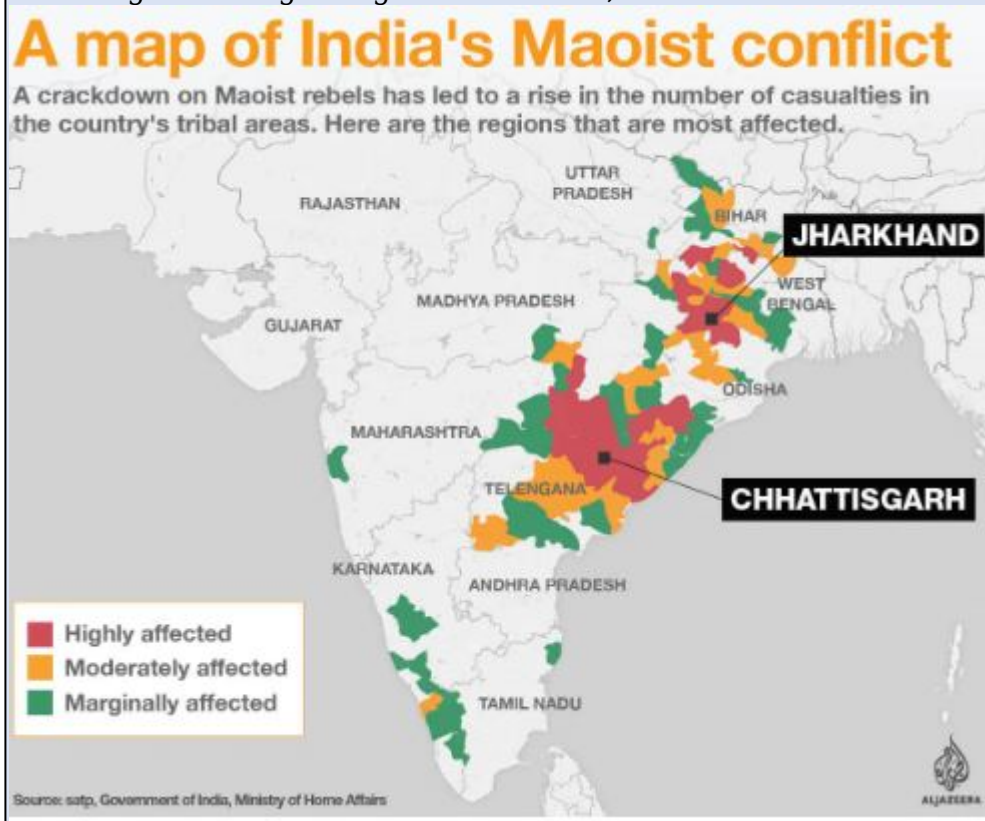 A map of India's Maoist conflict
A crackdown on Maoist rebels has led to a rise in the number of casualties in
the country's tribal areas. Here are the regions that are most affected.
UTTAR
PRADESH
RAJASTHAN
BIHAR
JHARKHAND
WEST
BENGAL
MADHYA PRADESH
GUJARAT
ODISHA
MAHARASHTRA
TELENGANA
CHHATTISGARH
KARNATAKA
ANDHRA PRADESH
Highly affected
Moderately affected
Marginally affected
TAMIL NADU
Source: satp, Government of India, Ministry of Home Affairs
ALJAZEERA